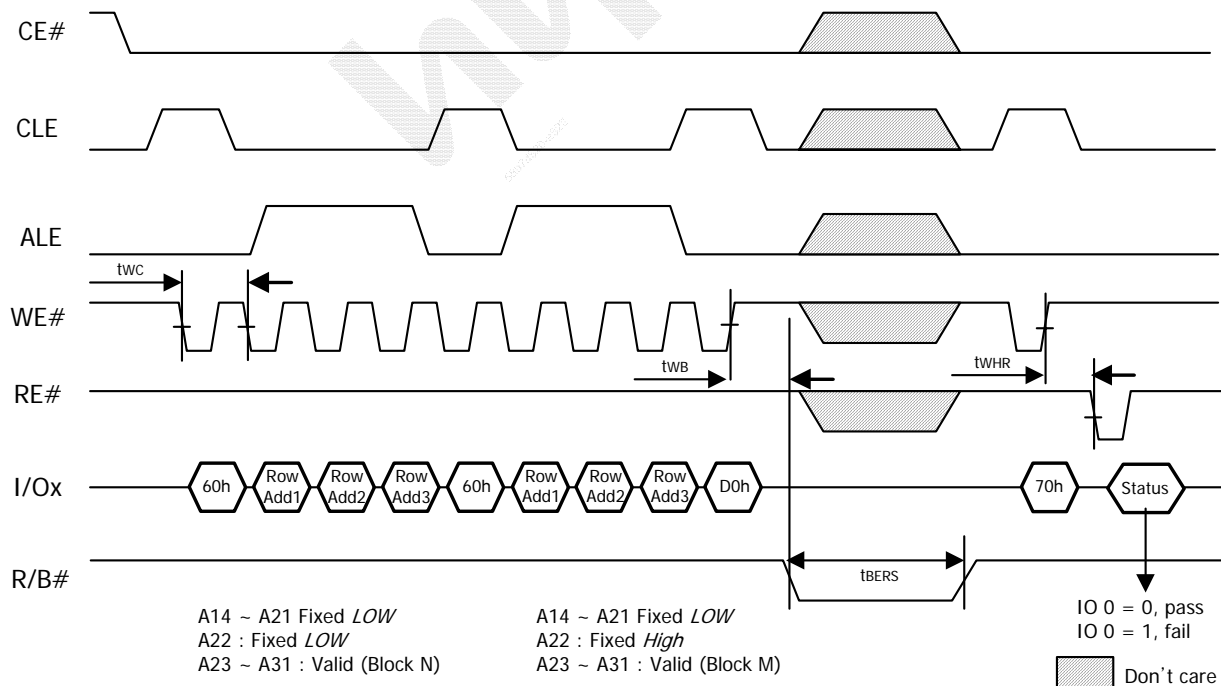 CE#
CLE
ALE
tWC
WE#
tWB
tWHR
RE#
I/Ox
60h
Row Add1
Row Add2
Row Add3
60h
Row Add1
Row Add2
Row Add3
D0h
70h
Status
R/B#
tBERS
A14 ~ A21 Fixed LOW
A22 : Fixed LOW
A23 ~ A31 : Valid (Block N)
A14 ~ A21 Fixed LOW
A22 : Fixed High
A23 ~ A31 : Valid (Block M)
IO 0 = 0, pass
IO 0 = 1, fail
Don't care